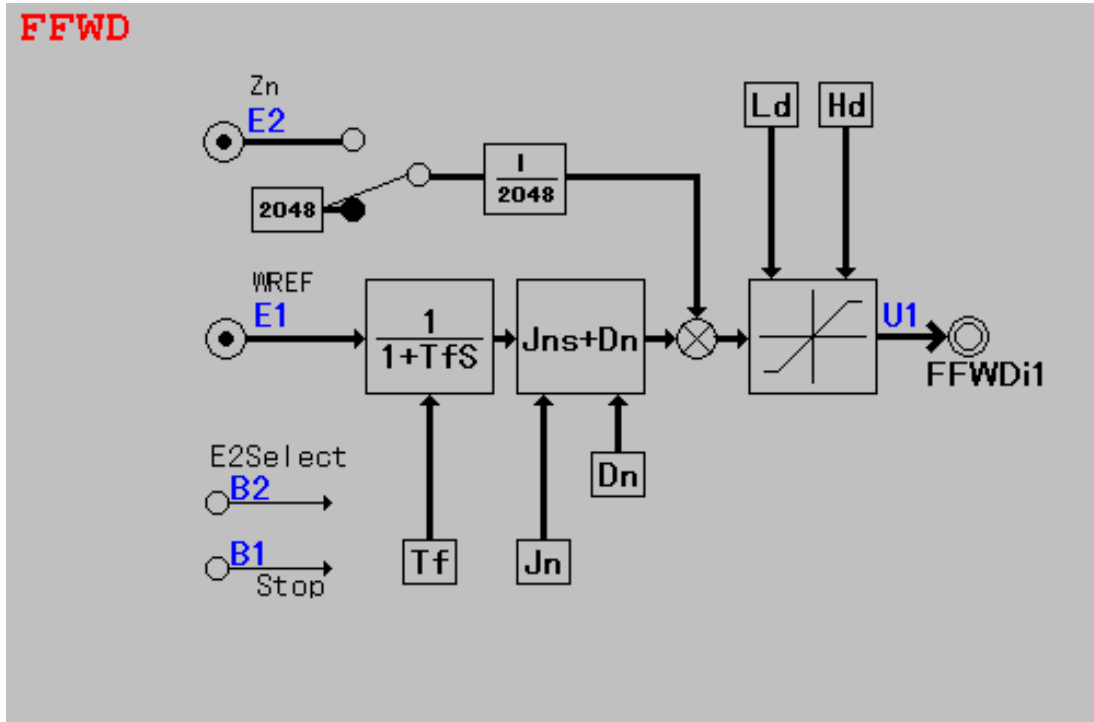 FFWD
Zn
E2
Ld
Hd
I
2048
2048
WREF
E1
1
1+TfS
Jns+Dn
U1
FFWDi1
E2Select
B2
Dn
B1
Stop
Tf
Jn